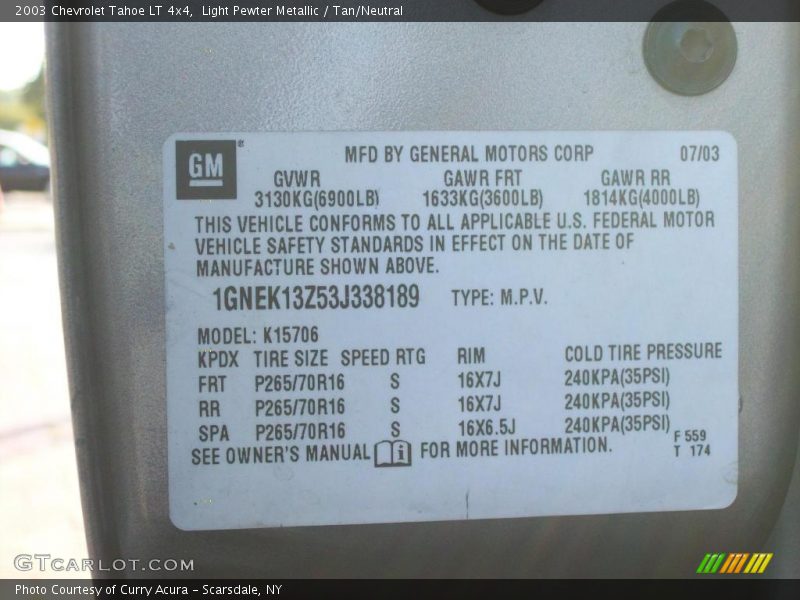 2003 Chevrolet Tahoe LT 4x4,  Light Pewter Metallic / Tan/Neutral
GM®
MFD BY GENERAL MOTORS CORP 07/03
GVWR GAWR FRT GAWR RR
3130KG(6900LB) 1633KG(3600LB) 1814KG(4000LB)
THIS VEHICLE CONFORMS TO ALL APPLICABLE U.S. FEDERAL MOTOR
VEHICLE SAFETY STANDARDS IN EFFECT ON THE DATE OF
MANUFACTURE SHOWN ABOVE.
1GNEK13Z53J338189 TYPE: M.P.V.
MODEL: K15706
KPDX TIRE SIZE SPEED RTG RIM COLD TIRE PRESSURE
FRT P265/70R16 S 16X7J 240KPA(35PSI)
RR P265/70R16 S 16X7J 240KPA(35PSI)
SPA P265/70R16 S 16X6.5J 240KPA(35PSI)
SEE OWNER'S MANUAL i FOR MORE INFORMATION.
F 559
T 174
GTcarlot.com
Photo Courtesy of Curry Acura – Scarsdale, NY